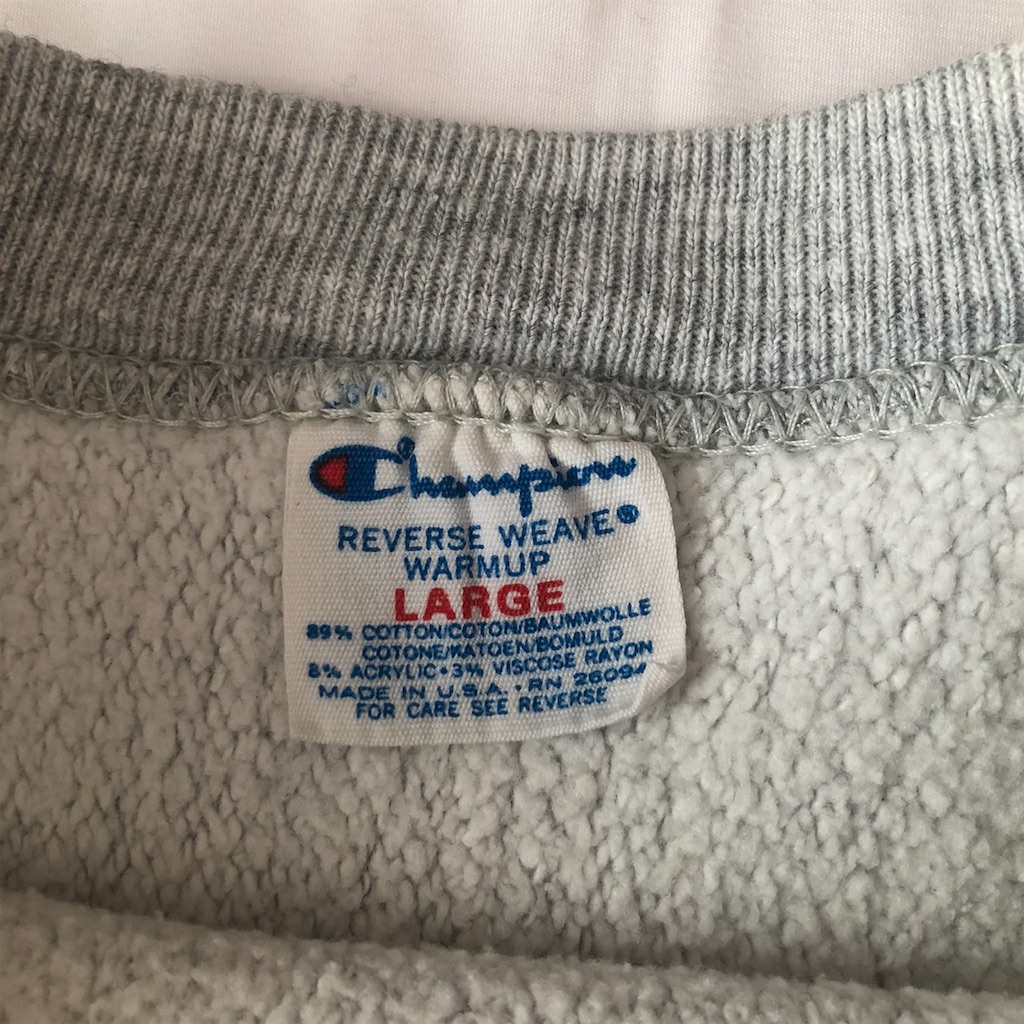 Champion
REVERSE WEAVE®
WARMUP
LARGE
89% COTTON/COTON/BAUMWOLLE
COTONE/KATOEN/BOMULD
8% ACRYLIC • 3% VISCOSE RAYON
MADE IN U.S.A. • RN 26094
FOR CARE SEE REVERSE